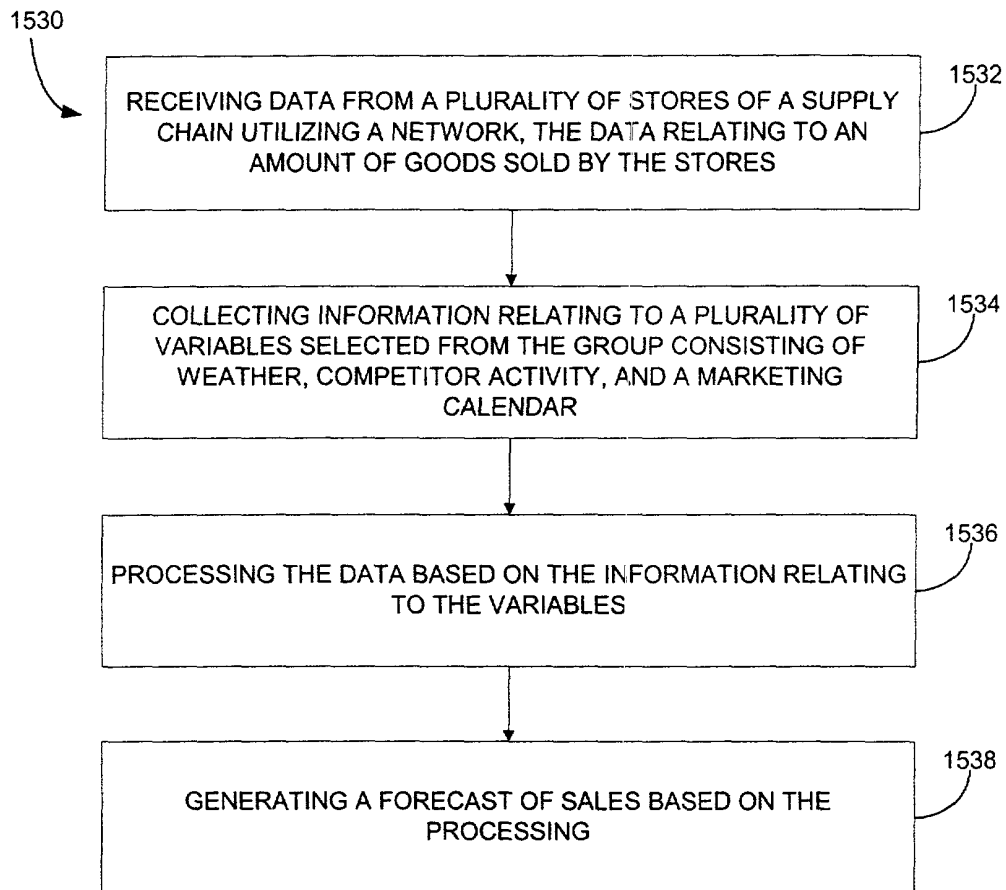 1530
1532
RECEIVING DATA FROM A PLURALITY OF STORES OF A SUPPLY
CHAIN UTILIZING A NETWORK, THE DATA RELATING TO AN
AMOUNT OF GOODS SOLD BY THE STORES
1534
COLLECTING INFORMATION RELATING TO A PLURALITY OF
VARIABLES SELECTED FROM THE GROUP CONSISTING OF
WEATHER, COMPETITOR ACTIVITY, AND A MARKETING
CALENDAR
1536
PROCESSING THE DATA BASED ON THE INFORMATION RELATING
TO THE VARIABLES
1538
GENERATING A FORECAST OF SALES BASED ON THE
PROCESSING